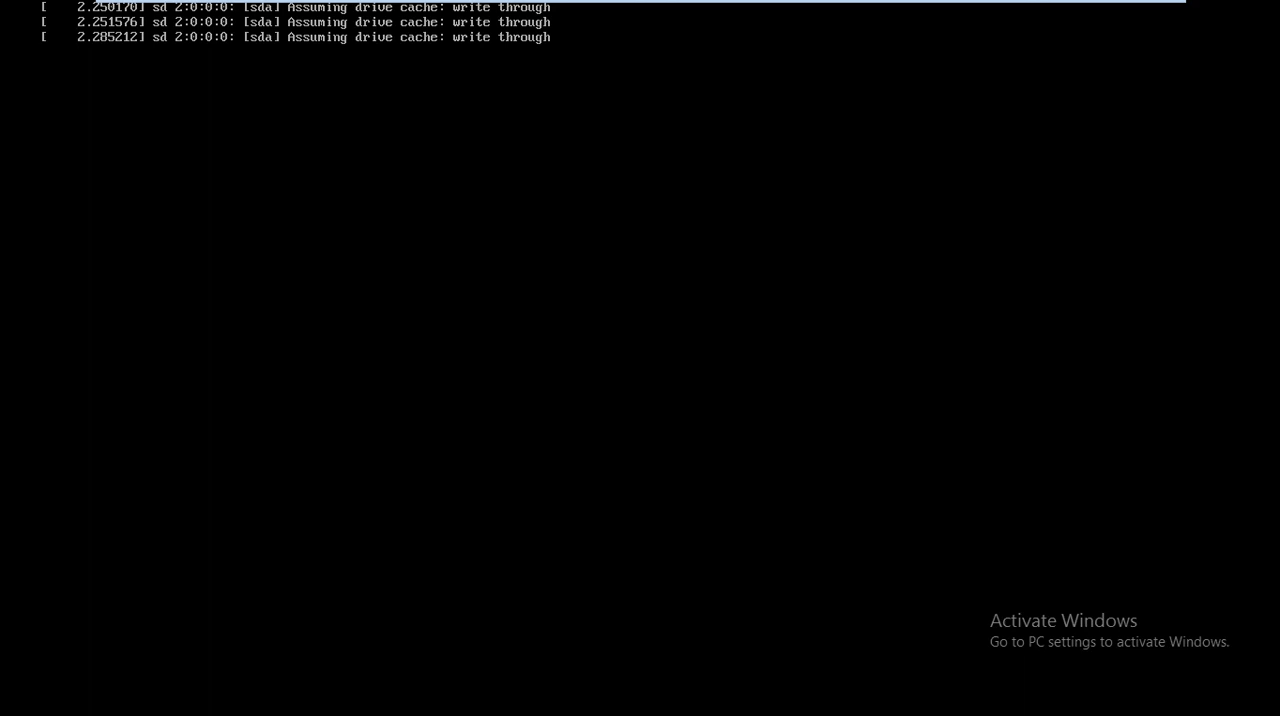 [    2.250170] sd 2:0:0:0: [sda] Assuming drive cache: write through
[    2.251576] sd 2:0:0:0: [sda] Assuming drive cache: write through
[    2.285212] sd 2:0:0:0: [sda] Assuming drive cache: write through
Activate Windows
Go to PC settings to activate Windows.